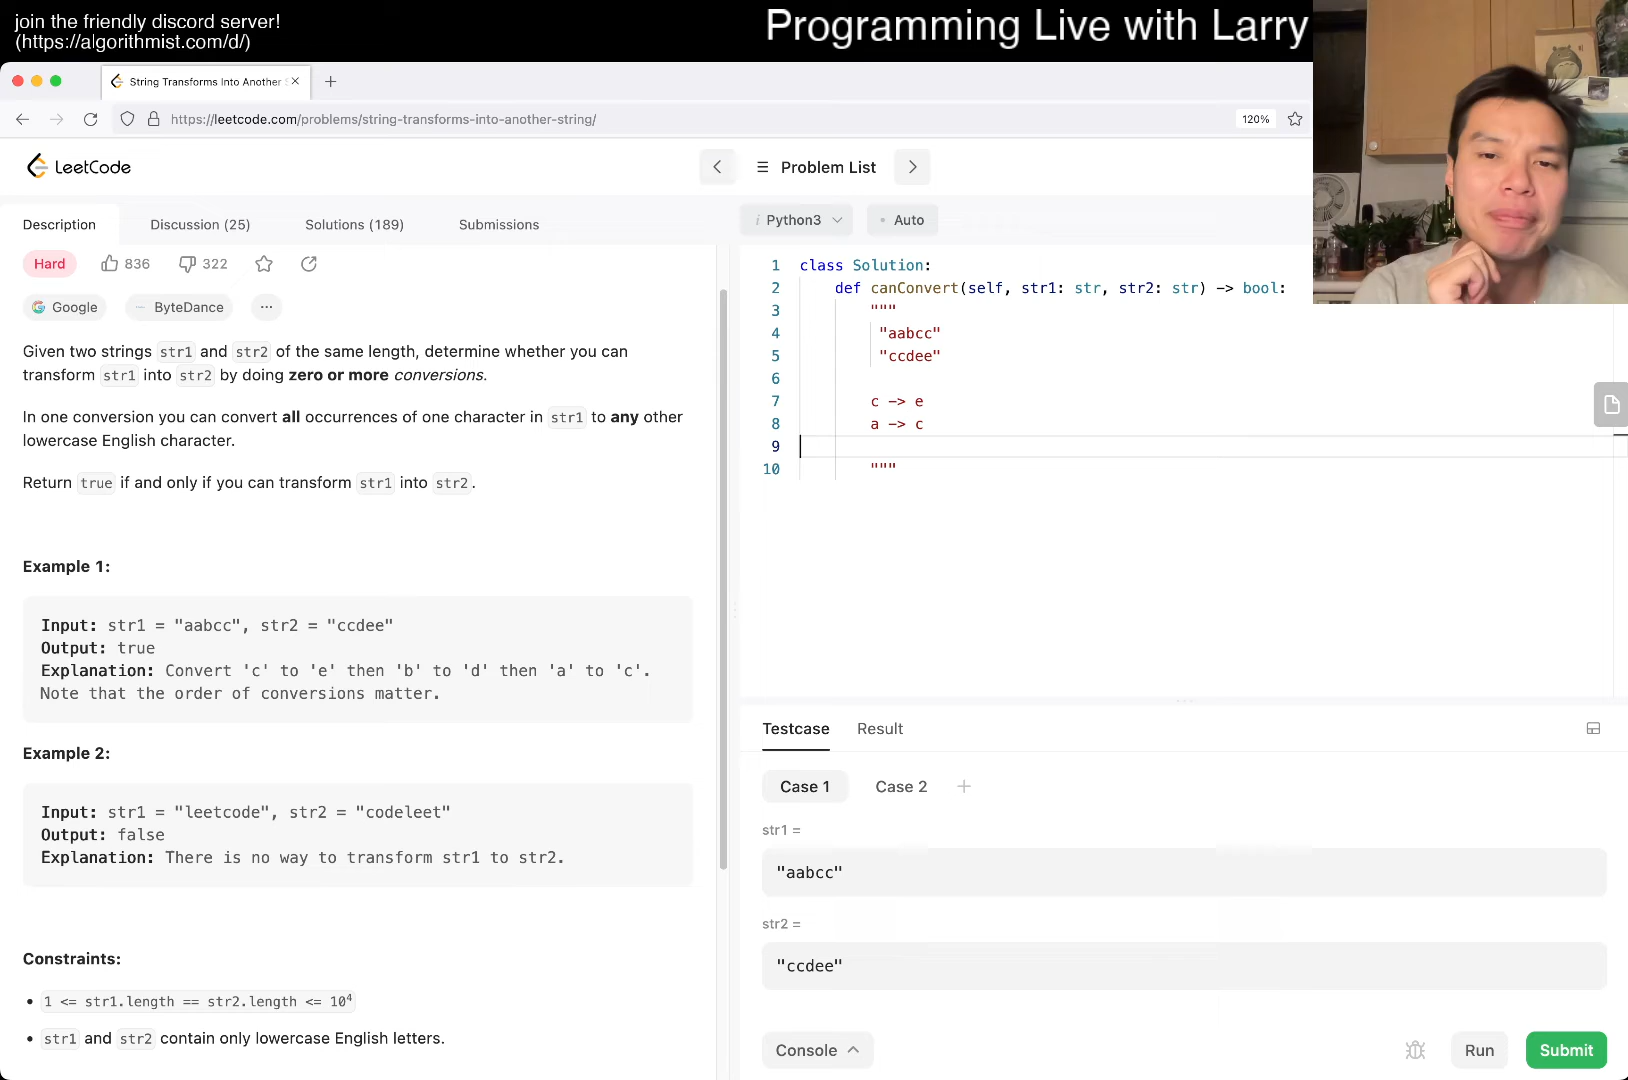 join the friendly discord server!
(https://algorithmist.com/d/)
Programming Live with Larry
String Transforms Into Another S
https://leetcode.com/problems/string-transforms-into-another-string/
120%
LeetCode
Problem List
Description
Discussion (25)
Solutions (189)
Submissions
Hard
836
322
Google
ByteDance
...
Given two strings str1 and str2 of the same length, determine whether you can
transform str1 into str2 by doing zero or more conversions.
In one conversion you can convert all occurrences of one character in str1 to any other
lowercase English character.
Return true if and only if you can transform str1 into str2.
Example 1:
Input: str1 = "aabcc", str2 = "ccdee"
Output: true
Explanation: Convert 'c' to 'e' then 'b' to 'd' then 'a' to 'c'.
Note that the order of conversions matter.
Example 2:
Input: str1 = "leetcode", str2 = "codeleet"
Output: false
Explanation: There is no way to transform str1 to str2.
Constraints:
• 1 <= str1.length == str2.length <= 10⁴
• str1 and str2 contain only lowercase English letters.
i Python3
• Auto
1 class Solution:
2 def canConvert(self, str1: str, str2: str) -> bool:
3 """
4 "aabcc"
5 "ccdee"
6
7 c -> e
8 a -> c
9
10 """
Testcase
Result
Case 1
Case 2
+
str1 =
"aabcc"
str2 =
"ccdee"
Console
Run
Submit